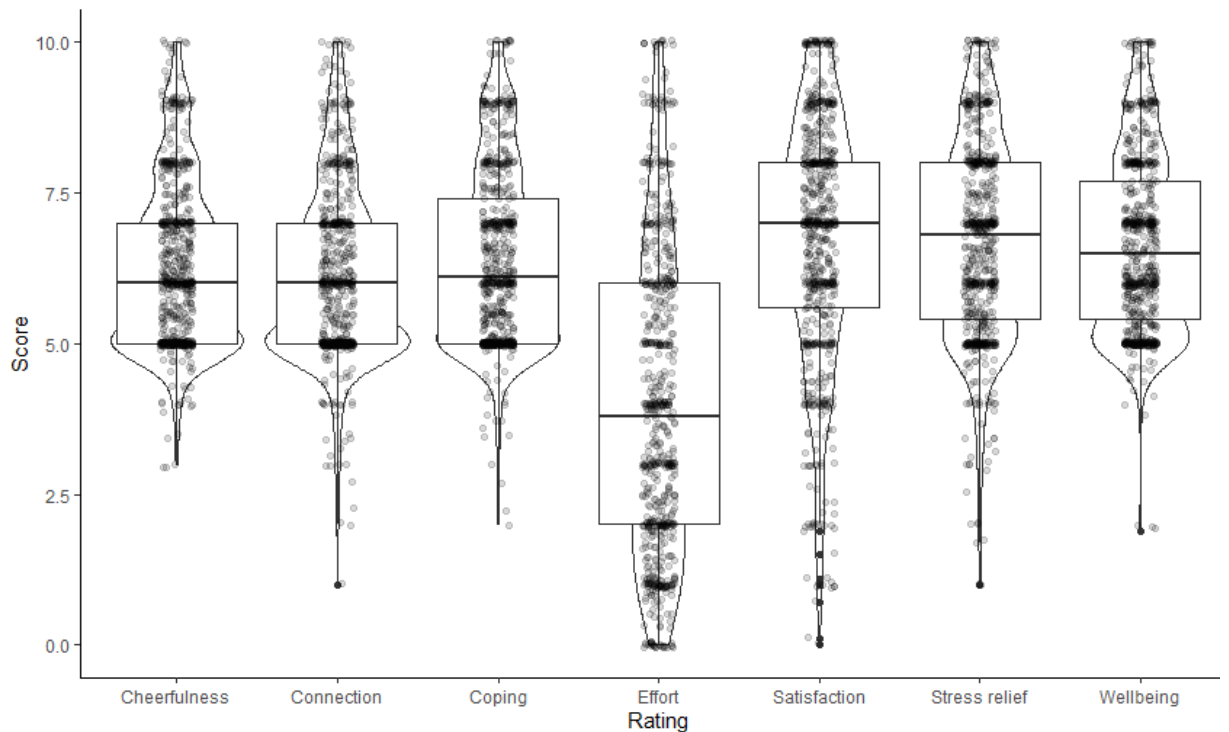 10.0
7.5
5.0
2.5
0.0
Score
Cheerfulness Connection Coping Effort Satisfaction Stress relief Wellbeing
Rating